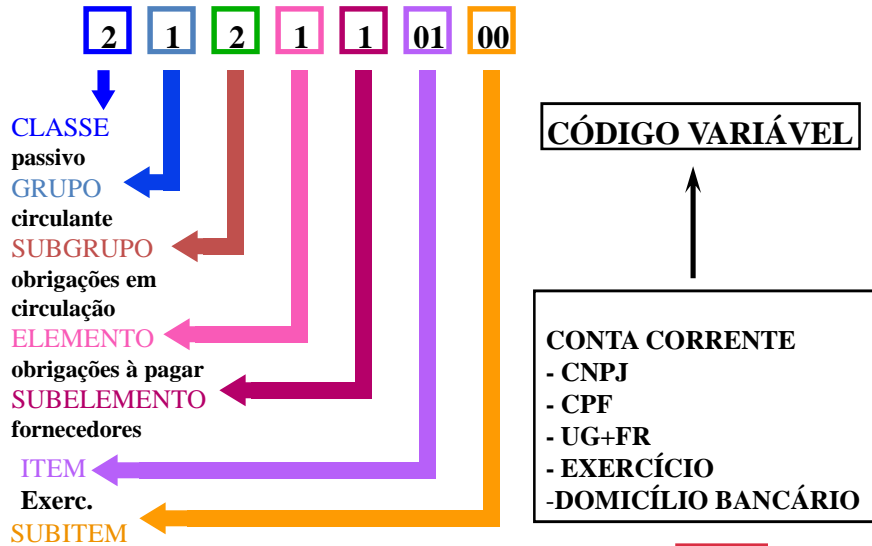 2 1 2 1 1 01 00
CLASSE
passivo
GRUPO
circulante
SUBGRUPO
obrigações em
circulação
ELEMENTO
obrigações à pagar
SUBELEMENTO
fornecedores
ITEM
Exerc.
SUBITEM
CÓDIGO VARIÁVEL
CONTA CORRENTE
- CNPJ
- CPF
- UG+FR
- EXERCÍCIO
-DOMICÍLIO BANCÁRIO